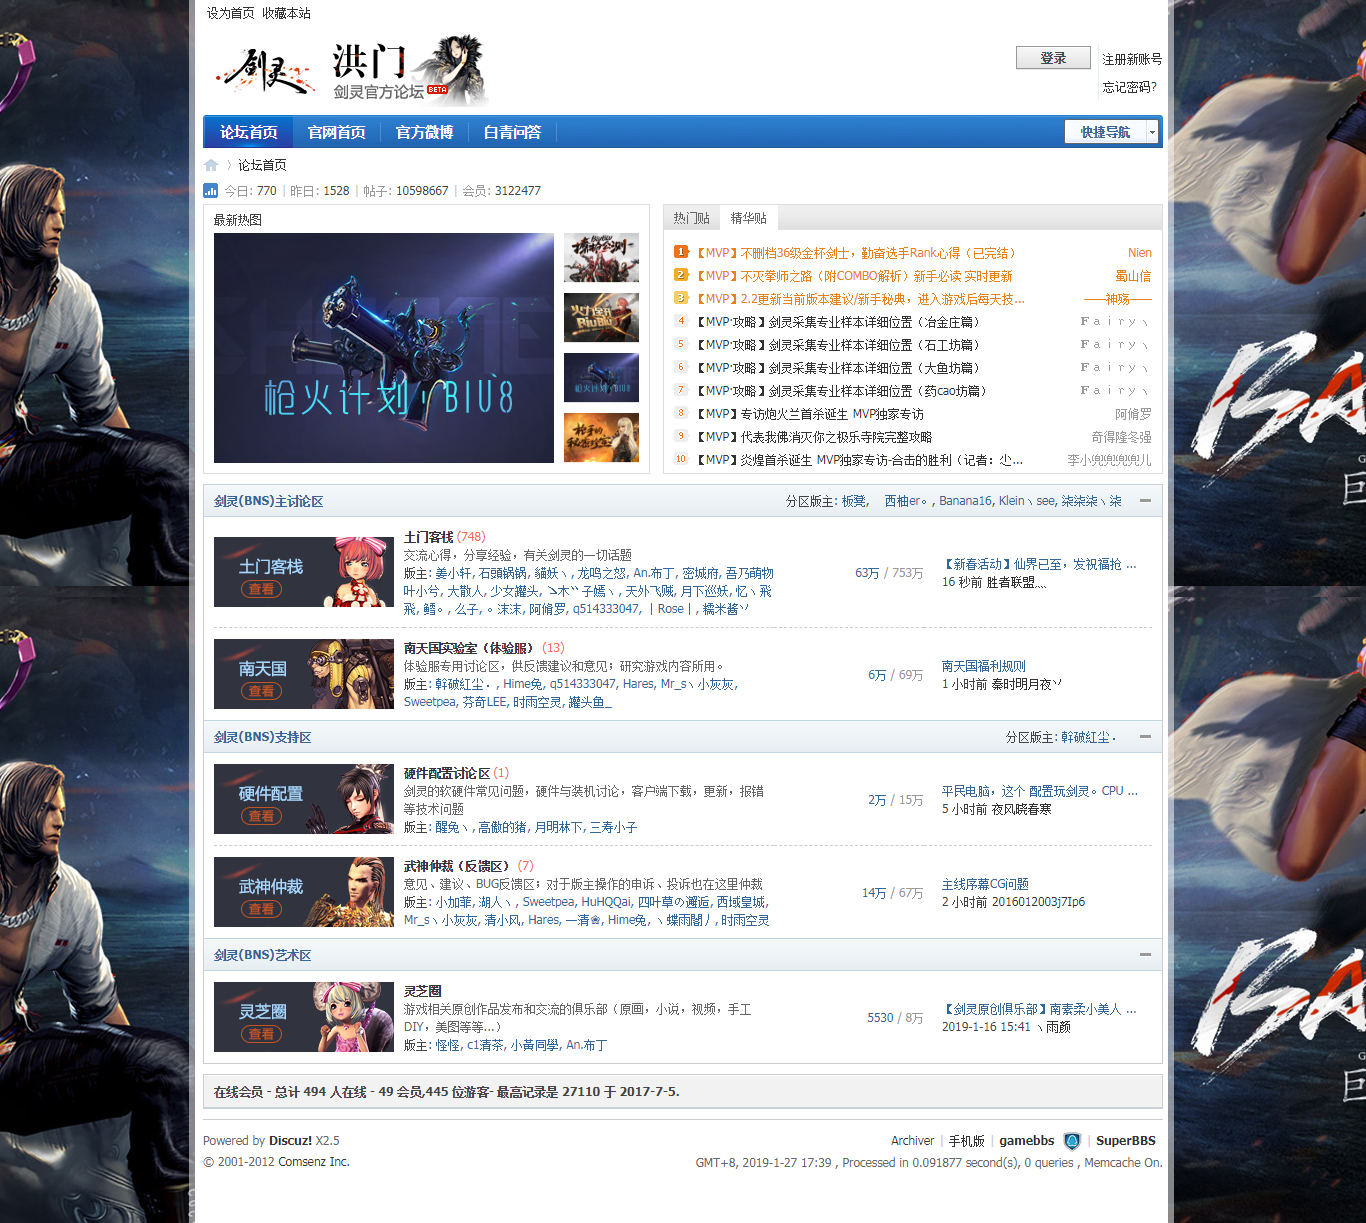 设为首页 收藏本站
剑灵 洪门
剑灵官方论坛 BETA
登录 注册新账号
忘记密码?
论坛首页 官网首页 官方微博 白青问答 快捷导航
论坛首页
今日: 770 | 昨日: 1528 | 帖子: 10598667 | 会员: 3122477
最新热图
枪火计划·BIU8
热门贴 精华贴
1 【MVP】不删档36级金杯剑士，勤奋选手Rank心得（已完结） Nien
2 【MVP】不灭拳师之路（附COMBO解析）新手必读 实时更新 蜀山信
3 【MVP】2.2更新当前版本建议/新手秘典，进入游戏后每天技... ——神殇——
4 【MVP·攻略】剑灵采集专业样本详细位置（冶金庄篇） Fairyヽ
5 【MVP·攻略】剑灵采集专业样本详细位置（石工坊篇） Fairyヽ
6 【MVP·攻略】剑灵采集专业样本详细位置（大鱼坊篇） Fairyヽ
7 【MVP·攻略】剑灵采集专业样本详细位置（药cao坊篇） Fairyヽ
8 【MVP】专访炮火兰首杀诞生 MVP独家专访 阿脩罗
9 【MVP】代表我佛消灭你之极乐寺院完整攻略 奇得隆冬强
10 【MVP】炎煌首杀诞生 MVP独家专访-合击的胜利（记者：尐... 李小兜兜兜兜儿
剑灵(BNS)主讨论区 分区版主: 板凳, 西柚er。, Banana16, Kleinヽsee, 柒柒柒ヽ柒
土门客栈
查看
土门客栈 (748)
交流心得，分享经验，有关剑灵的一切话题
版主: 姜小轩, 石頭锅锅, 貓妖ヽ, 龙鸣之怒, An.布丁, 密城府, 吾乃萌物
叶小兮, 大散人, 少女罐头, ゝ木ゝ子嫣ヽ, 天外飞贼, 月下巡妖, 忆ヽ飛
飛, 鳕。, 么子, 。沫沫, 阿脩罗, q514333047, 丨Rose丨, 糯米酱
63万 / 753万
【新春活动】仙界已至，发祝福抢 ...
16 秒前 胜者联盟灬
南天国
查看
南天国实验室（体验服） (13)
体验服专用讨论区，供反馈建议和意见；研究游戏内容所用。
版主: 幹破紅尘．, Hime兔, q514333047, Hares, Mr_sヽ小灰灰,
Sweetpea, 芬奇LEE, 时雨空灵, 罐头鱼_
6万 / 69万
南天国福利规则
1 小时前 秦时明月夜
剑灵(BNS)支持区 分区版主: 幹破紅尘．
硬件配置
查看
硬件配置讨论区 (1)
剑灵的软硬件常见问题，硬件与装机讨论，客户端下载，更新，报错
等技术问题
版主: 醒兔ヽ, 高傲的猪, 月明林下, 三寿小子
2万 / 15万
平民电脑，这个 配置玩剑灵。CPU ...
5 小时前 夜风晓春寒
武神仲裁
查看
武神仲裁（反馈区） (7)
意见、建议、BUG反馈区；对于版主操作的申诉、投诉也在这里仲裁
版主: 小加菲, 湖人ヽ, Sweetpea, HuHQQai, 四叶草の邂逅, 西域皇城,
Mr_sヽ小灰灰, 清小风, Hares, 一清❀, Hime兔, ヽ蝶雨闇丿, 时雨空灵
14万 / 67万
主线序幕CG问题
2 小时前 2016012003j7Ip6
剑灵(BNS)艺术区
灵芝圈
查看
灵芝圈
游戏相关原创作品发布和交流的俱乐部（原画，小说，视频，手工
DIY，美图等等...）
版主: 怪怪, c1清茶, 小黃同學, An.布丁
5530 / 8万
【剑灵原创俱乐部】南素柔小美人 ...
2019-1-16 15:41 ヽ雨颜
在线会员 - 总计 494 人在线 - 49 会员,445 位游客- 最高记录是 27110 于 2017-7-5.
Powered by Discuz! X2.5 Archiver | 手机版 | gamebbs | SuperBBS
© 2001-2012 Comsenz Inc. GMT+8, 2019-1-27 17:39 , Processed in 0.091877 second(s), 0 queries , Memcache On.